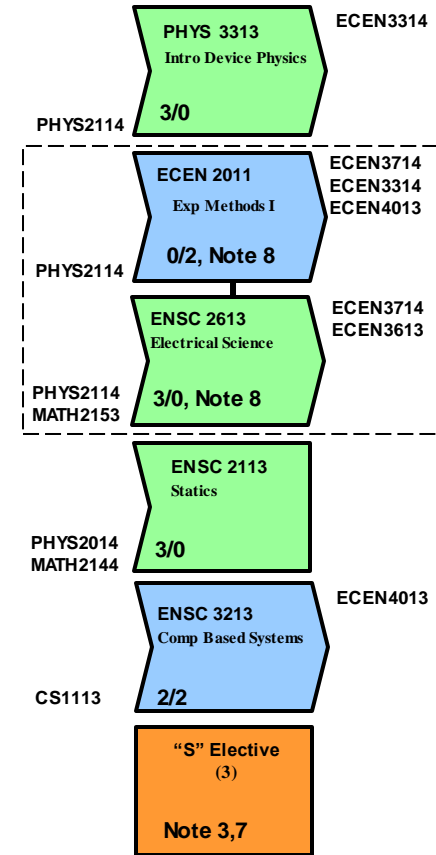 PHYS 3313
Intro Device Physics
3/0
ECEN3314
PHYS2114
ECEN 2011
Exp Methods I
0/2, Note 8
ECEN3714
ECEN3314
ECEN4013
PHYS2114
ENSC 2613
Electrical Science
3/0, Note 8
ECEN3714
ECEN3613
PHYS2114
MATH2153
ENSC 2113
Statics
3/0
PHYS2014
MATH2144
ENSC 3213
Comp Based Systems
2/2
ECEN4013
CS1113
“S” Elective
(3)
Note 3,7